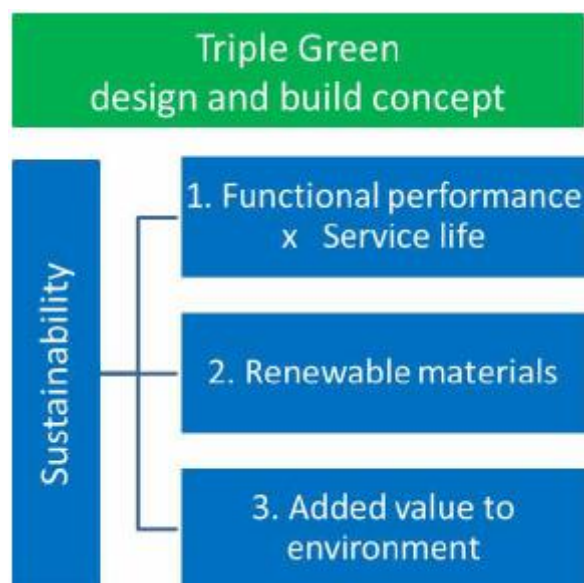 Triple Green
design and build concept
Sustainability
1. Functional performance
x Service life
2. Renewable materials
3. Added value to
environment